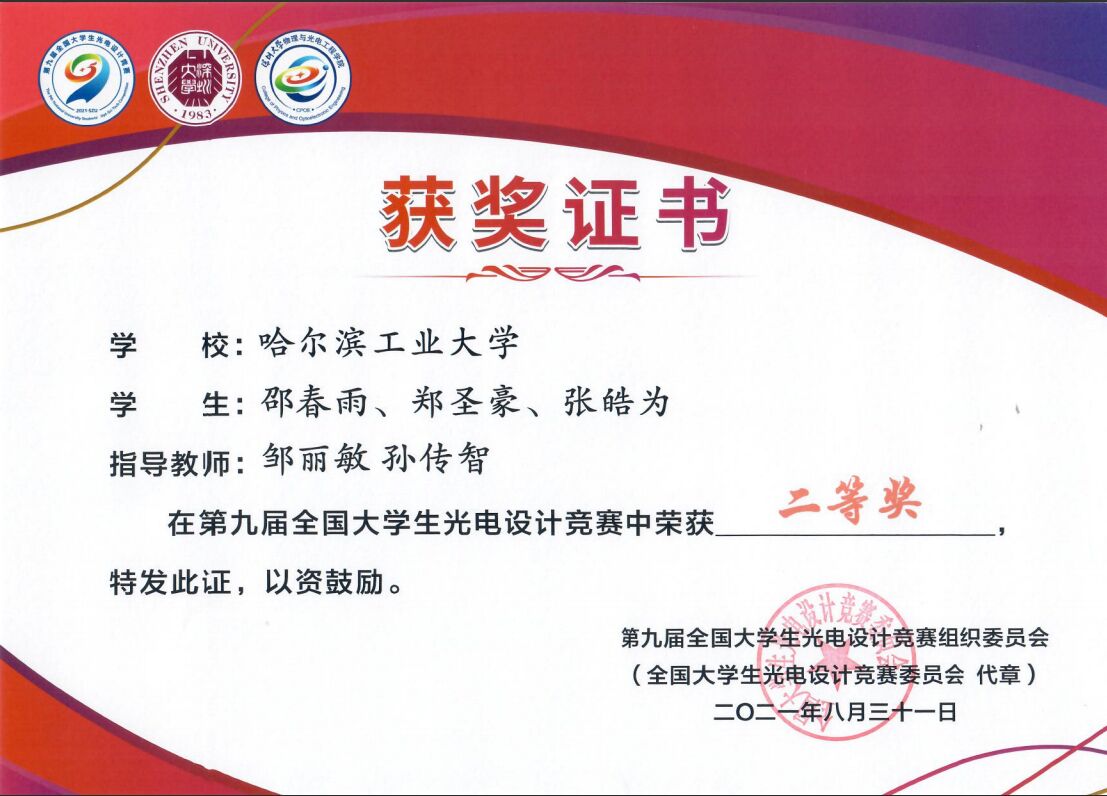 第九届全国大学生光电设计竞赛
2021·SZU
SHENZHEN UNIVERSITY
深圳大學
·1983·
深圳大学物理与光电工程学院
·CPOE·
College of Physics and Optoelectronic Engineering
获奖证书
学 校：哈尔滨工业大学
学 生：邵春雨、郑圣豪、张皓为
指导教师：邹丽敏 孙传智
在第九届全国大学生光电设计竞赛中荣获二等奖，
特发此证，以资鼓励。
第九届全国大学生光电设计竞赛组织委员会
（全国大学生光电设计竞赛委员会 代章）
二〇二一年八月三十一日